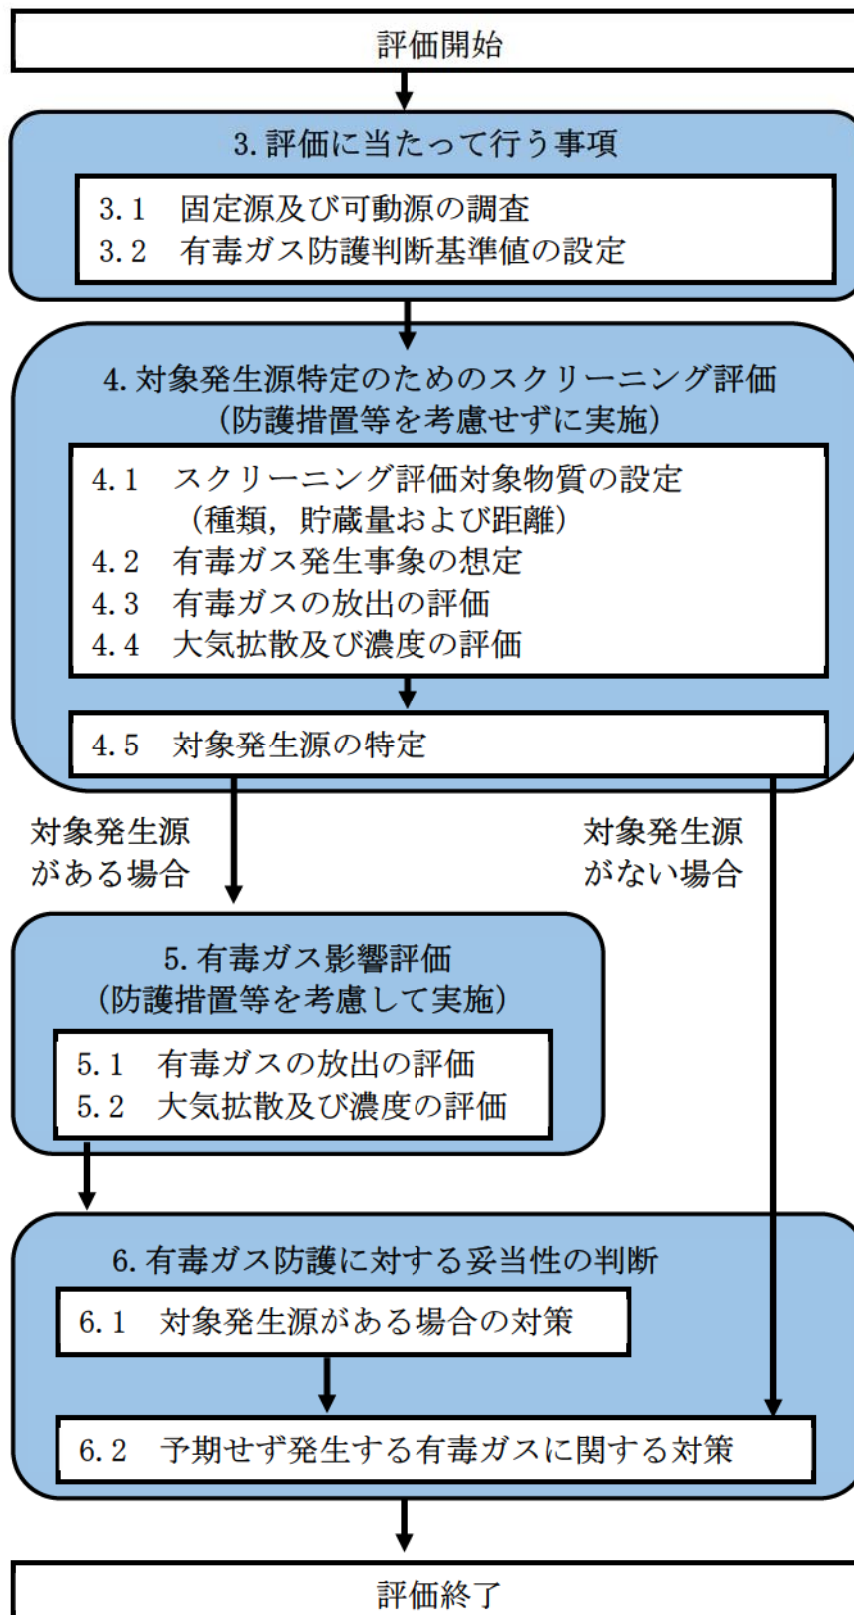 評価開始
3.評価に当たって行う事項
3.1 固定源及び可動源の調査
3.2 有毒ガス防護判断基準値の設定
4.対象発生源特定のためのスクリーニング評価
(防護措置等を考慮せずに実施)
4.1 スクリーニング評価対象物質の設定
(種類，貯蔵量および距離)
4.2 有毒ガス発生事象の想定
4.3 有毒ガスの放出の評価
4.4 大気拡散及び濃度の評価
4.5 対象発生源の特定
対象発生源
がある場合
対象発生源
がない場合
5.有毒ガス影響評価
(防護措置等を考慮して実施)
5.1 有毒ガスの放出の評価
5.2 大気拡散及び濃度の評価
6.有毒ガス防護に対する妥当性の判断
6.1 対象発生源がある場合の対策
6.2 予期せず発生する有毒ガスに関する対策
評価終了